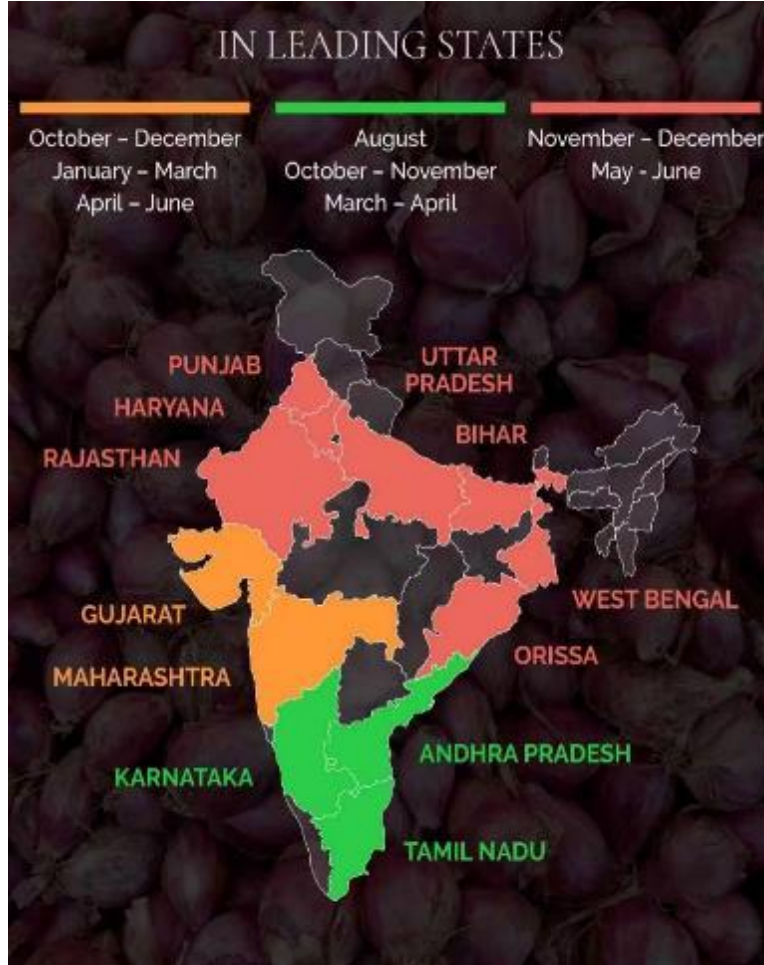 IN LEADING STATES
October – December
January – March
April – June
August
October – November
March – April
November – December
May - June
PUNJAB
HARYANA
RAJASTHAN
UTTAR
PRADESH
BIHAR
GUJARAT
MAHARASHTRA
WEST BENGAL
ORISSA
KARNATAKA
ANDHRA PRADESH
TAMIL NADU